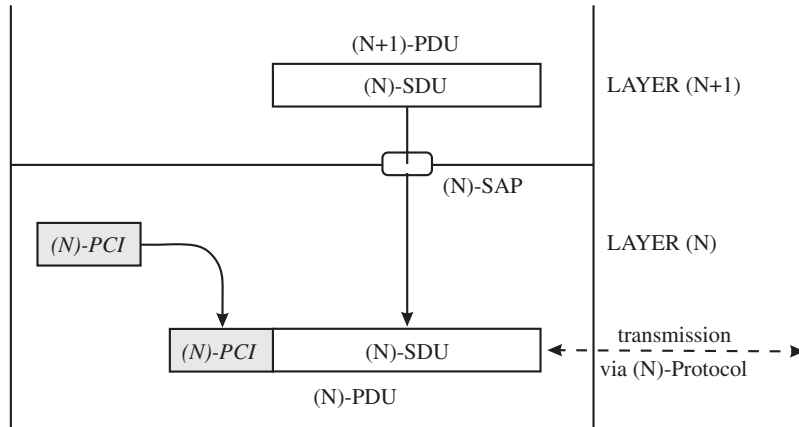 (N+1)-PDU
(N)-SDU
LAYER (N+1)
(N)-SAP
(N)-PCI
LAYER (N)
(N)-PCI
(N)-SDU
transmission
via (N)-Protocol
(N)-PDU